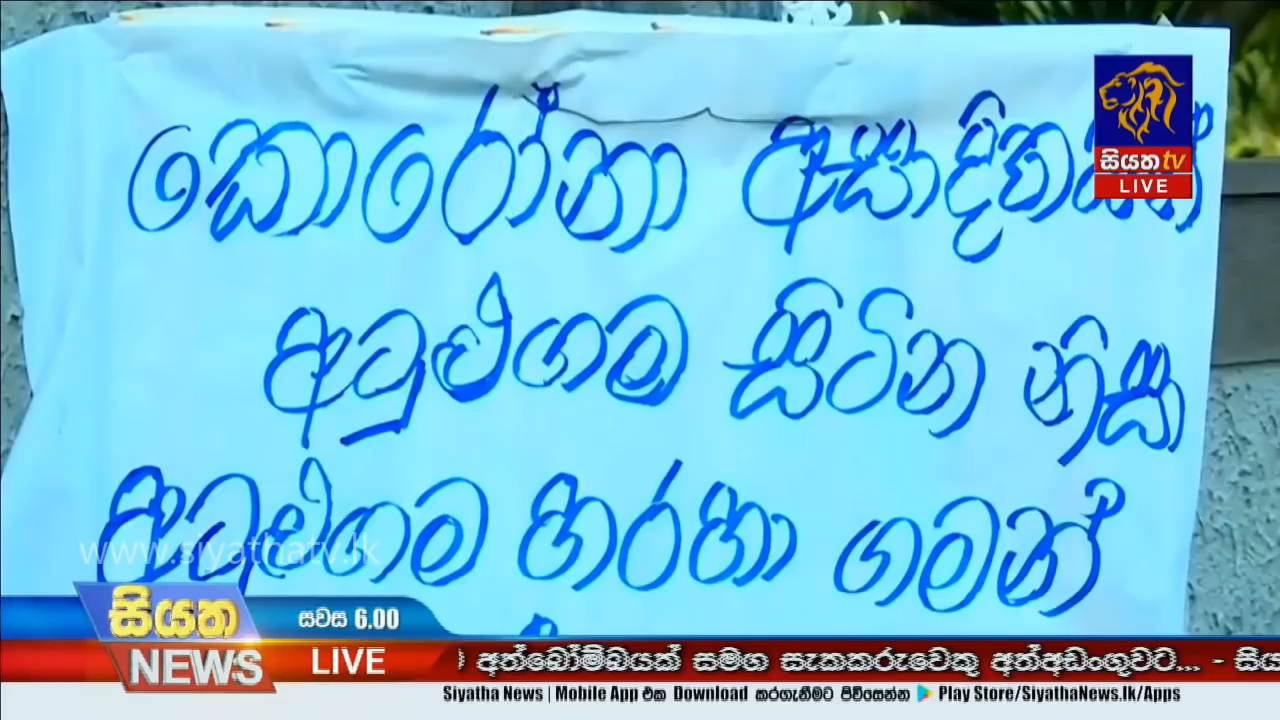 කොරෝනා ආසාදිතයන්
සියත tv
LIVE
අටුළුගම සිටින නිසා
අටුළුගම හරහා ගමන්
www.siyathatv.lk
සියත
NEWS
සවස 6.00
LIVE
අත්බෝම්බයක් සමග සැකකරුවෙකු අත්අඩංගුවට... - සිය
Siyatha News | Mobile App එක Download කරගැනීමට පිවිසෙන්න Play Store/SiyathaNews.lk/Apps